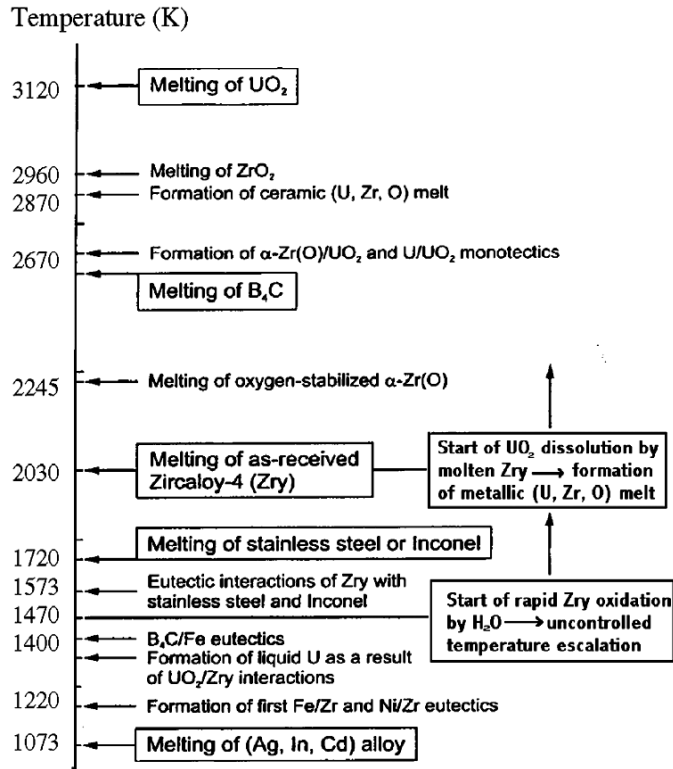 Temperature (K)
3120
Melting of UO₂
2960
Melting of ZrO₂
2870
Formation of ceramic (U, Zr, O) melt
2670
Formation of α-Zr(O)/UO₂ and U/UO₂ monotectics
Melting of B₄C
2245
Melting of oxygen-stabilized α-Zr(O)
2030
Melting of as-received
Zircaloy-4 (Zry)
Start of UO₂ dissolution by
molten Zry → formation
of metallic (U, Zr, O) melt
1720
Melting of stainless steel or Inconel
1573
Eutectic interactions of Zry with
stainless steel and Inconel
1470
Start of rapid Zry oxidation
by H₂O → uncontrolled
temperature escalation
1400
B₄C/Fe eutectics
Formation of liquid U as a result
of UO₂/Zry interactions
1220
Formation of first Fe/Zr and Ni/Zr eutectics
1073
Melting of (Ag, In, Cd) alloy